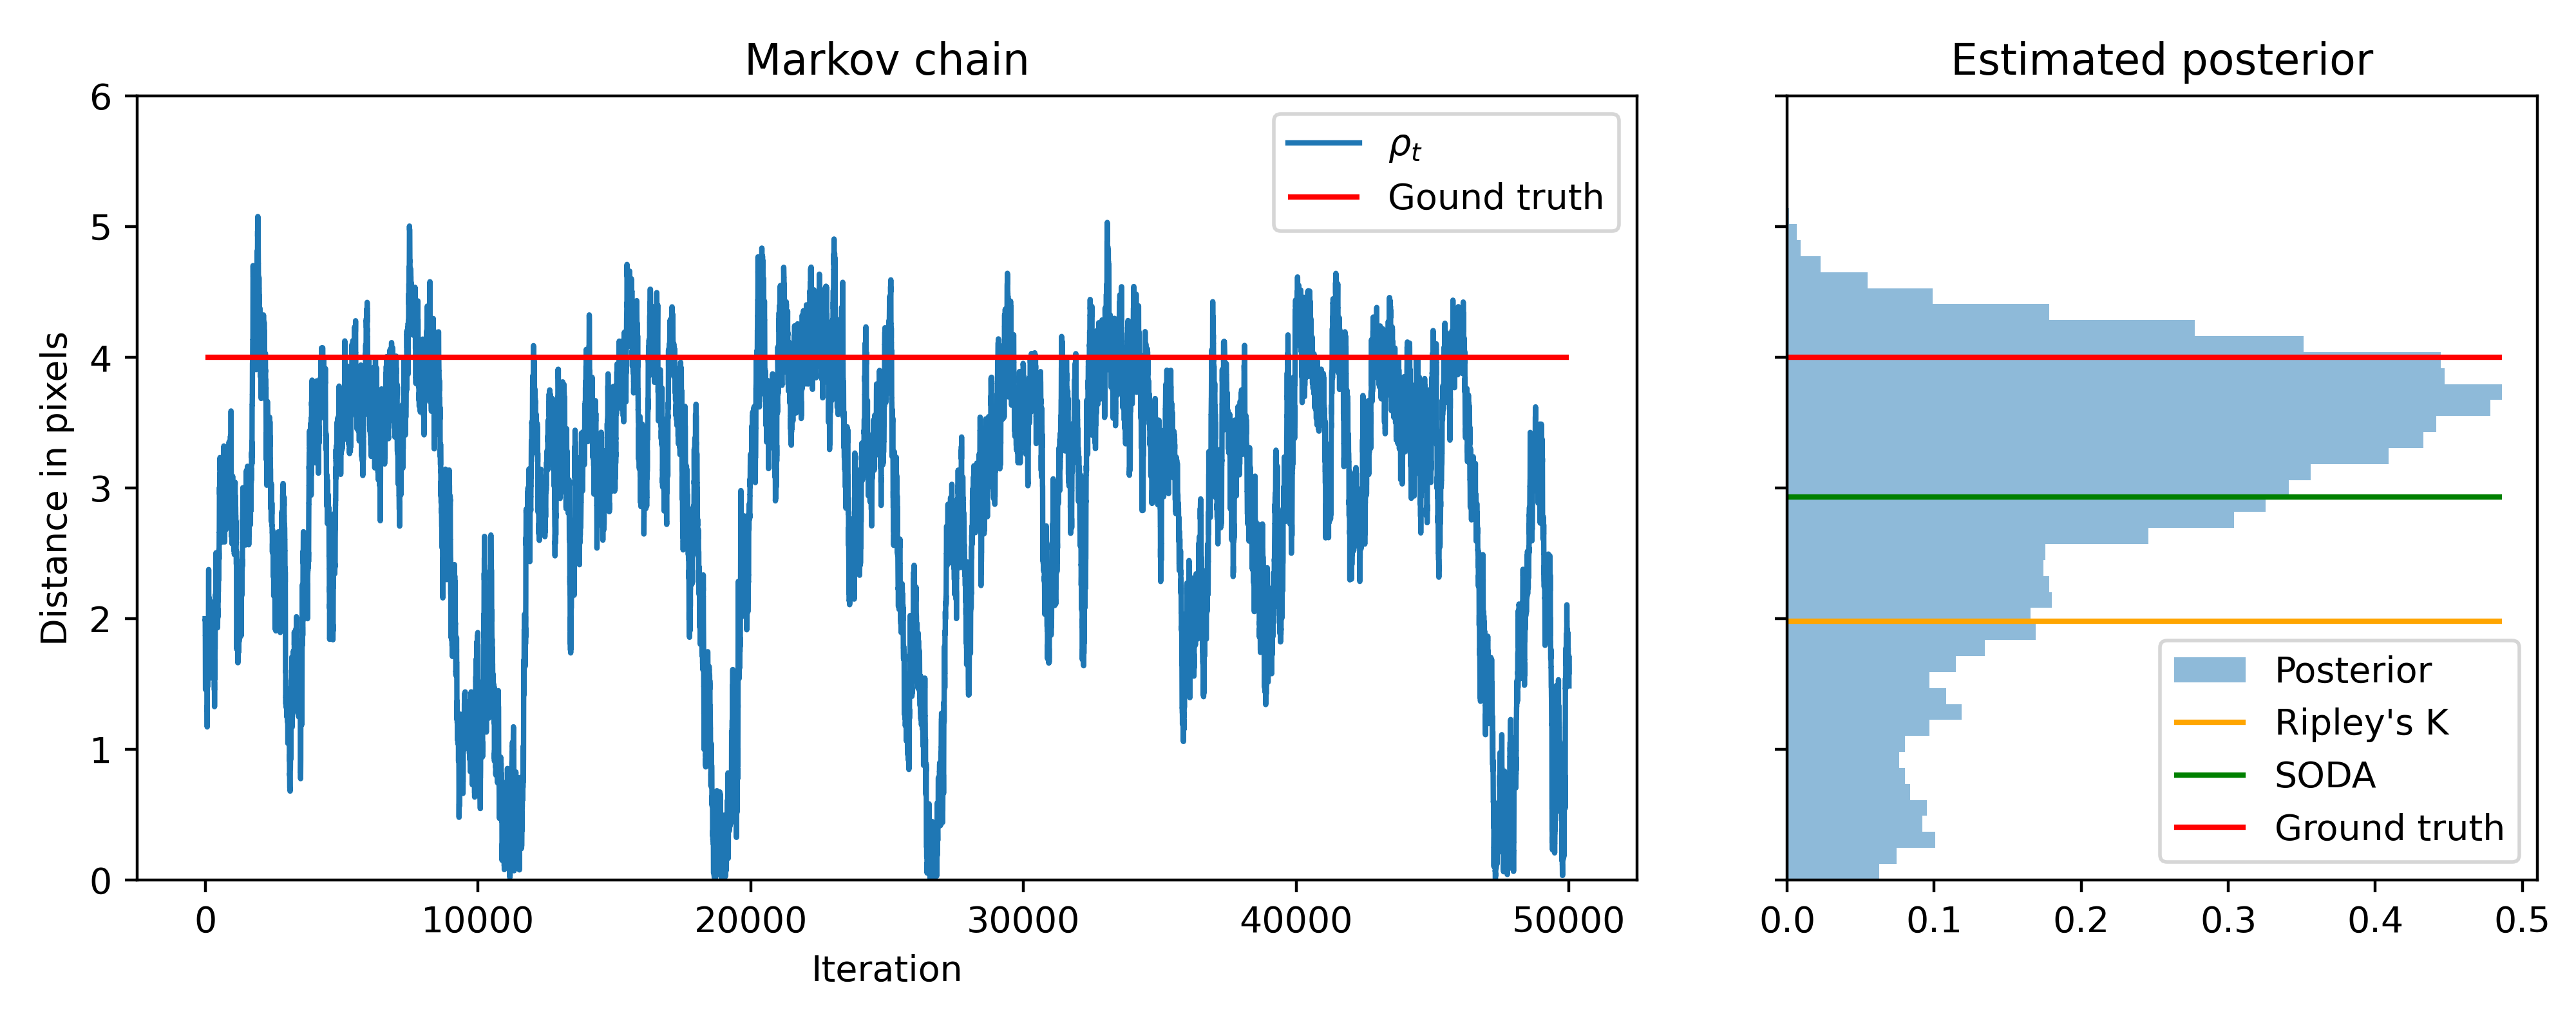 Markov chain
6
5
4
3
2
1
0
Distance in pixels
0
10000
20000
30000
40000
50000
Iteration
ρt
Gound truth
Estimated posterior
0.0
0.1
0.2
0.3
0.4
0.5
Posterior
Ripley's K
SODA
Ground truth